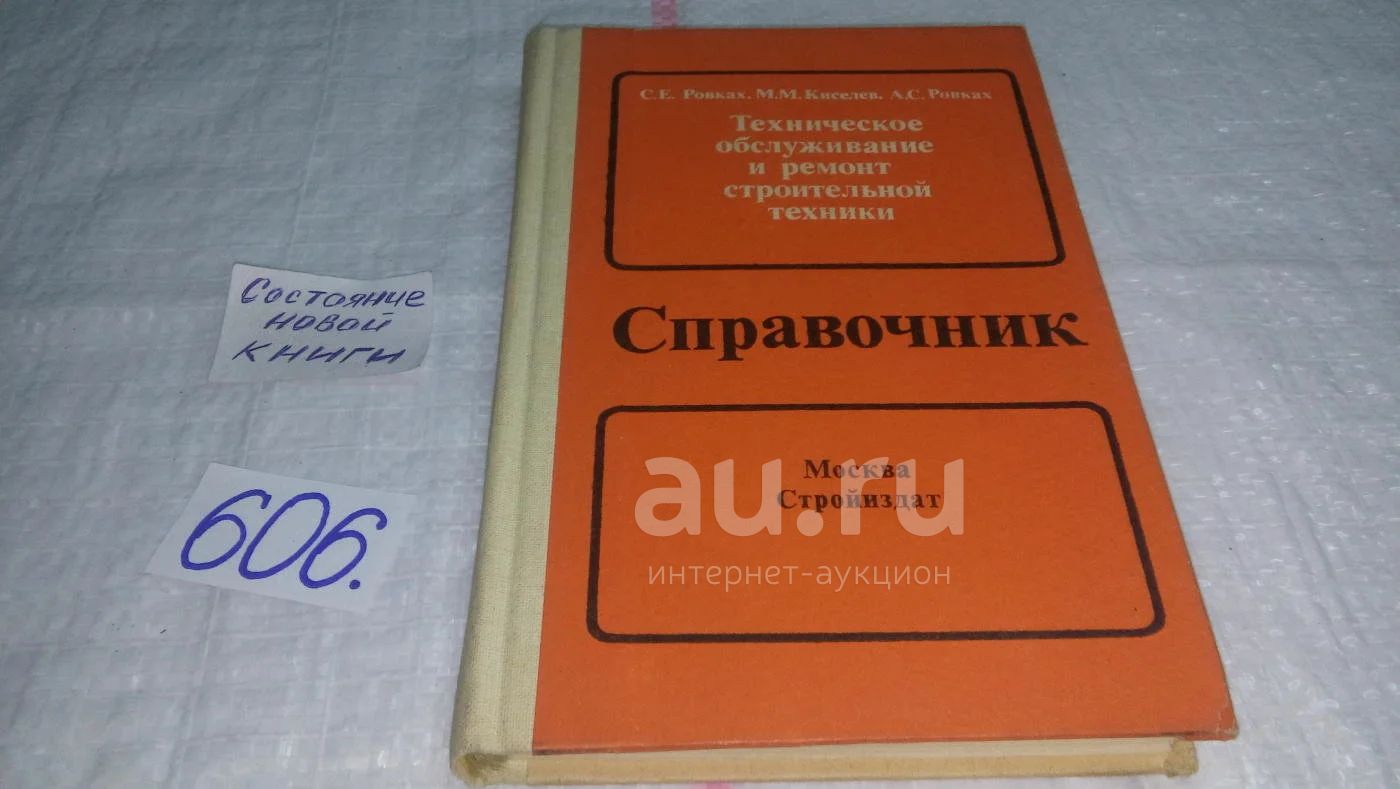 С.Е. Ровках, М.М. Киселев, А.С. Ровках
Техническое
обслуживание
и ремонт
строительной
техники
Справочник
Москва
Стройиздат
au.ru
интернет-аукцион
Состояние
новой
книги
606.